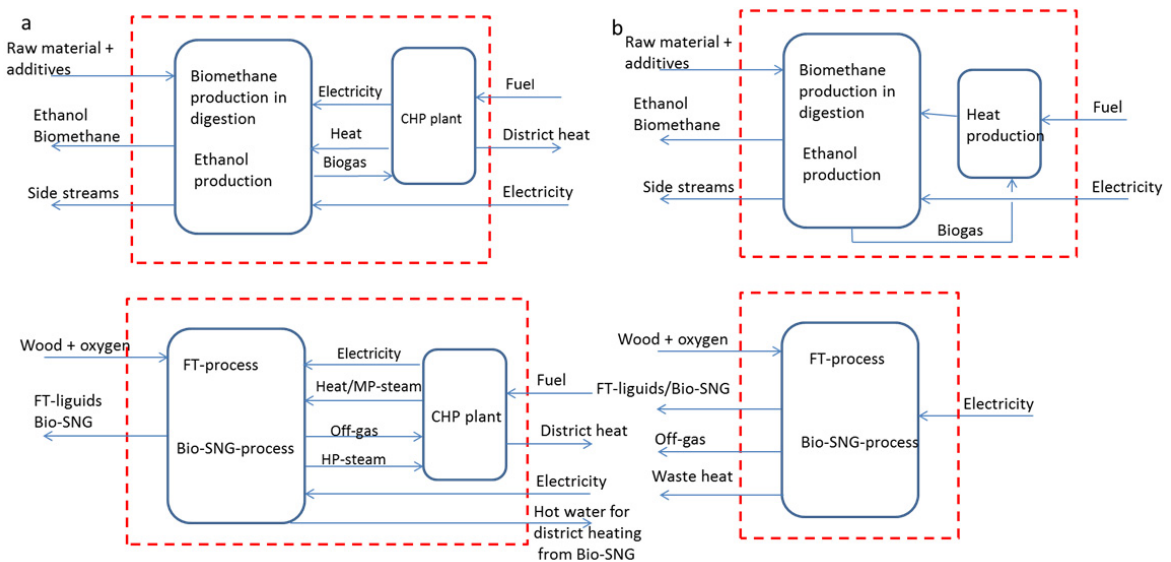 a
Raw material +
additives
Ethanol
Biomethane
Side streams
Biomethane
production in
digestion
Ethanol
production
Electricity
Heat
Biogas
CHP plant
Fuel
District heat
Electricity
b
Raw material +
additives
Ethanol
Biomethane
Side streams
Biomethane
production in
digestion
Ethanol
production
Heat
production
Fuel
Electricity
Biogas
Wood + oxygen
FT-liguids
Bio-SNG
FT-process
Bio-SNG-process
Electricity
Heat/MP-steam
Off-gas
HP-steam
CHP plant
Fuel
District heat
Electricity
Hot water for
district heating
from Bio-SNG
Wood + oxygen
FT-liguids/Bio-SNG
Off-gas
Waste heat
FT-process
Bio-SNG-process
Electricity